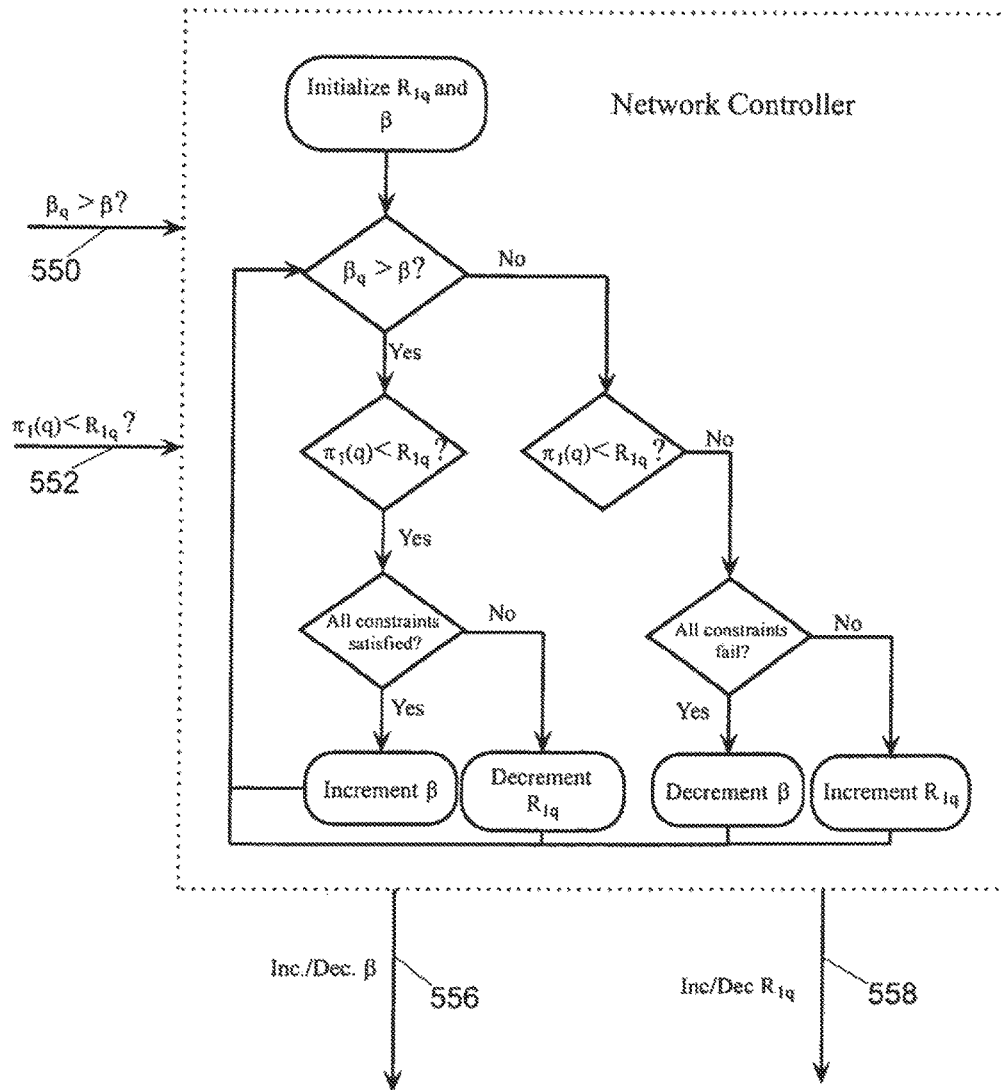 Initialize R1q and
β
Network Controller
βq > β?
550
βq > β?
No
Yes
π1(q)< R1q ?
552
π1(q)< R1q ?
Yes
π1(q)< R1q ?
No
All constraints
satisfied?
No
Yes
All constraints
fail?
No
Yes
Increment β
Decrement
R1q
Decrement β
Increment R1q
Inc./Dec. β
556
Inc/Dec R1q
558